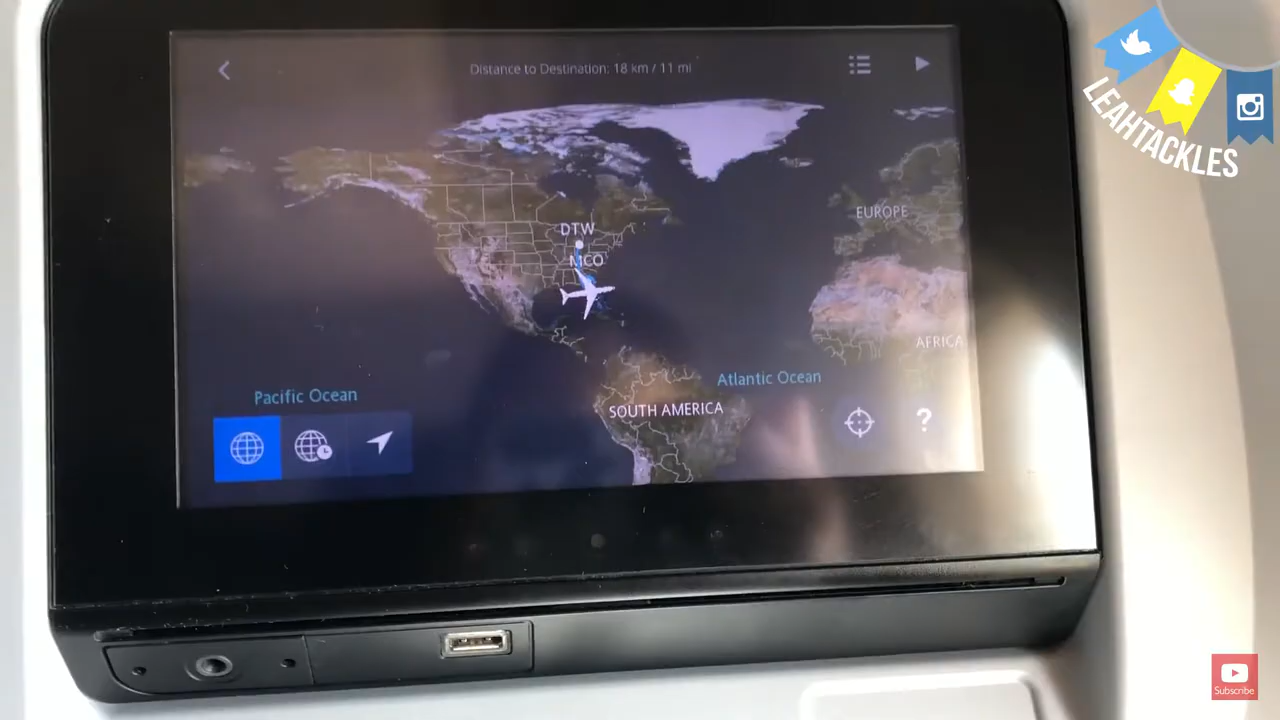 Distance to Destination: 18 km / 11 mi
LEAHTACKLES
DTW
EUROPE
MCO
AFRICA
Atlantic Ocean
Pacific Ocean
SOUTH AMERICA
?
Subscribe